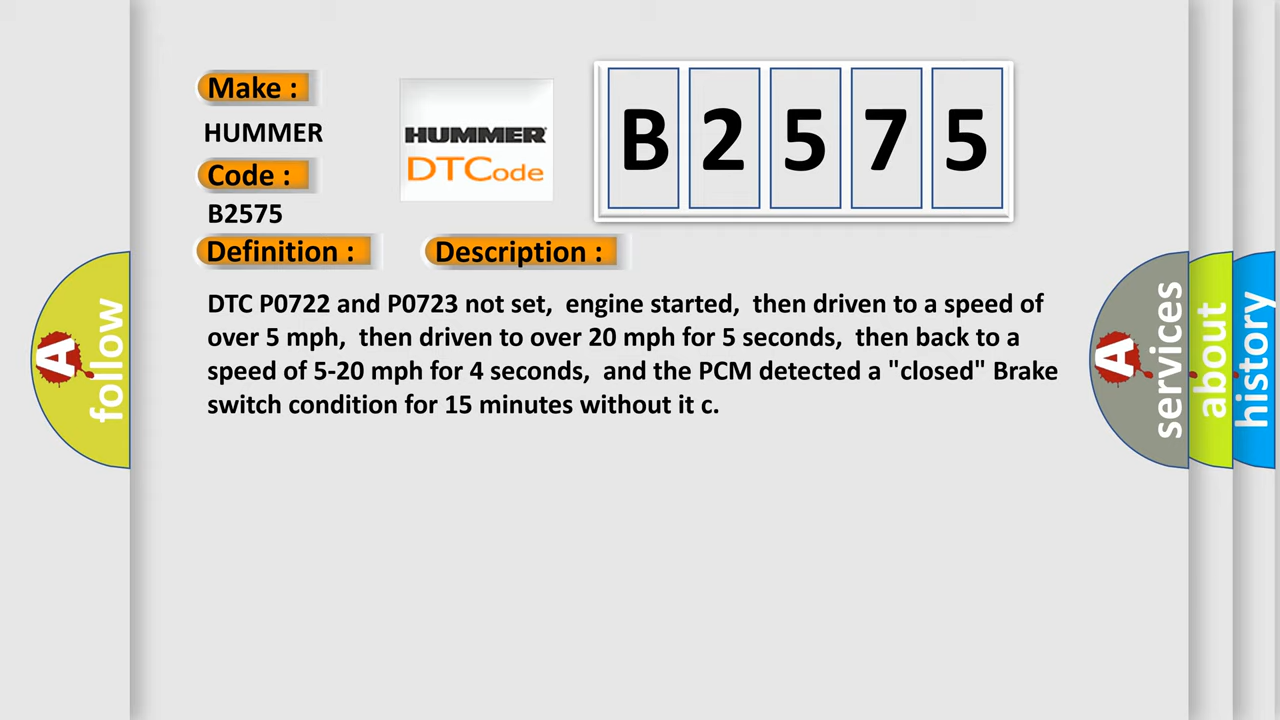 Make :
HUMMER
Code :
B2575
Definition :
Description :
HUMMER
DTCode
B 2 5 7 5
DTC P0722 and P0723 not set, engine started, then driven to a speed of
over 5 mph, then driven to over 20 mph for 5 seconds, then back to a
speed of 5-20 mph for 4 seconds, and the PCM detected a "closed" Brake
switch condition for 15 minutes without it c.
A
follow
A
services
about
history